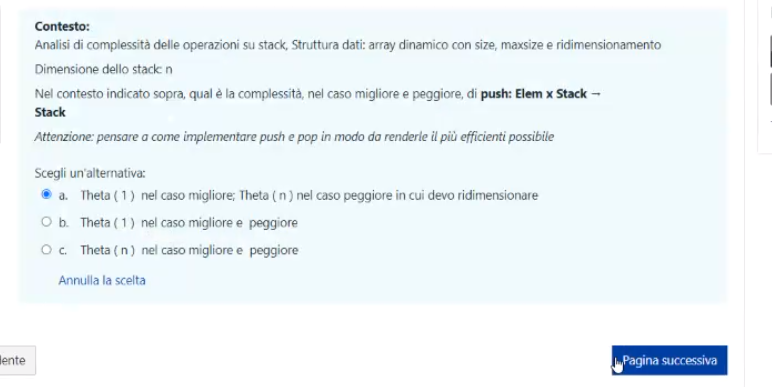 Contesto:
Analisi di complessità delle operazioni su stack, Struttura dati: array dinamico con size, maxsize e ridimensionamento
Dimensione dello stack: n
Nel contesto indicato sopra, qual è la complessità, nel caso migliore e peggiore, di push: Elem x Stack →
Stack
Attenzione: pensare a come implementare push e pop in modo da renderle il più efficienti possibile
Scegli un'alternativa:
a. Theta ( 1 ) nel caso migliore; Theta ( n ) nel caso peggiore in cui devo ridimensionare
b. Theta ( 1 ) nel caso migliore e peggiore
c. Theta ( n ) nel caso migliore e peggiore
Annulla la scelta
lente
Pagina successiva